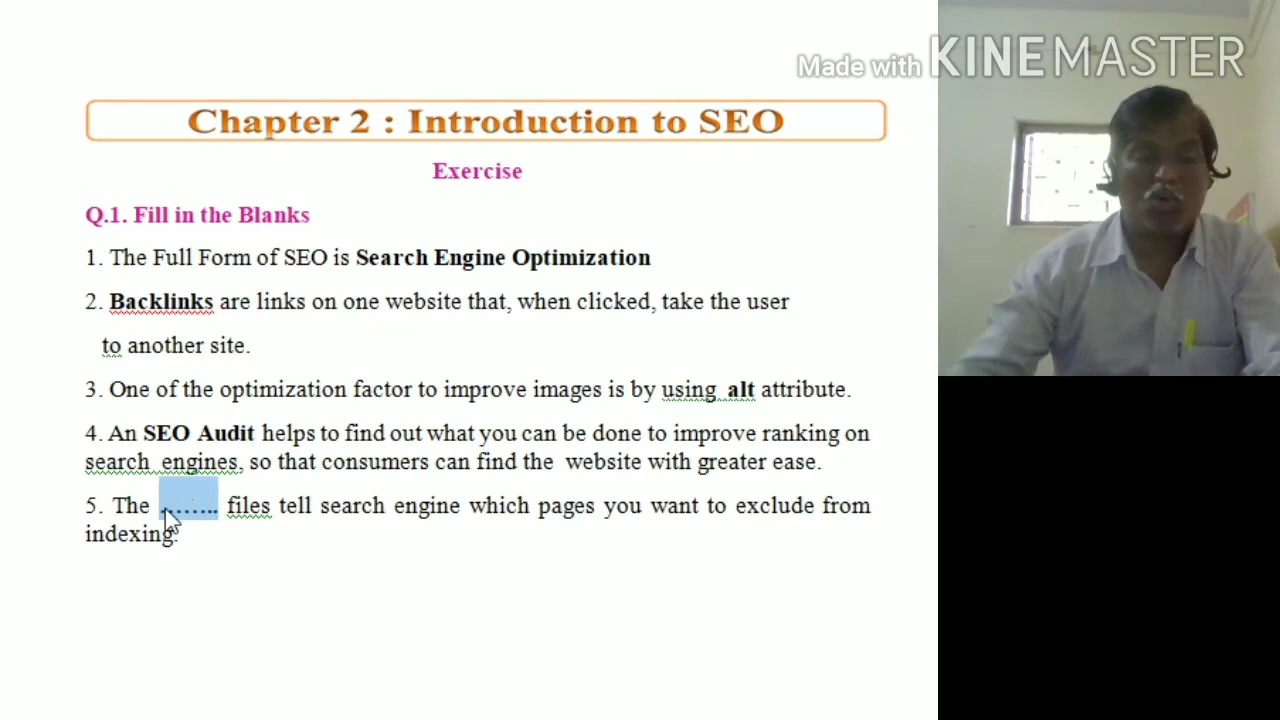 Made with KINEMASTER
Chapter 2 : Introduction to SEO
Exercise
Q.1. Fill in the Blanks
1. The Full Form of SEO is Search Engine Optimization
2. Backlinks are links on one website that, when clicked, take the user
to another site.
3. One of the optimization factor to improve images is by using alt attribute.
4. An SEO Audit helps to find out what you can be done to improve ranking on
search engines, so that consumers can find the website with greater ease.
5. The …….. files tell search engine which pages you want to exclude from
indexing.